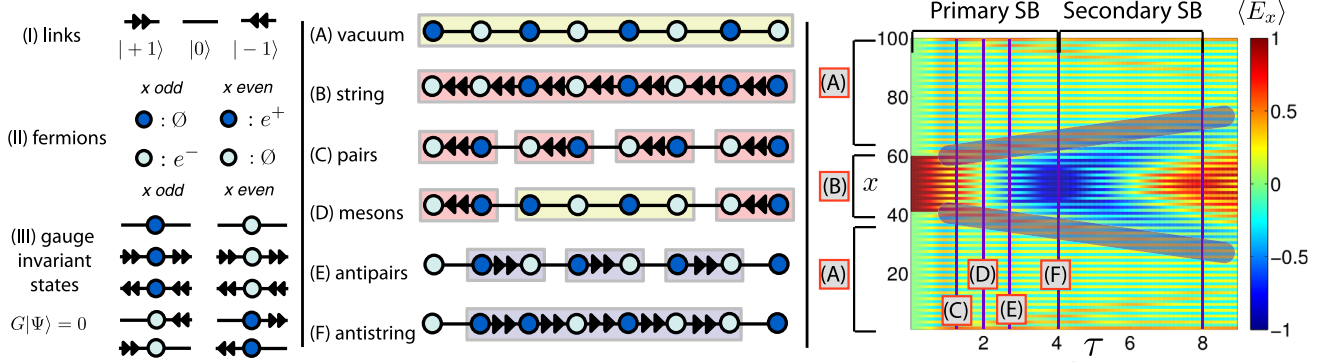 (I) links
|+1⟩ |0⟩ |−1⟩
x odd x even
(II) fermions
: Ø : e⁺
: e⁻ : Ø
x odd x even
(III) gauge
invariant
states
G|Ψ⟩ = 0
(A) vacuum
(B) string
(C) pairs
(D) mesons
(E) antipairs
(F) antistring
Primary SB Secondary SB ⟨Eₓ⟩
(A)
(B)
(A)
x
100
80
60
40
20
(C)
(D)
(E)
(F)
2 4 τ 6 8
1
0.5
0
−0.5
−1